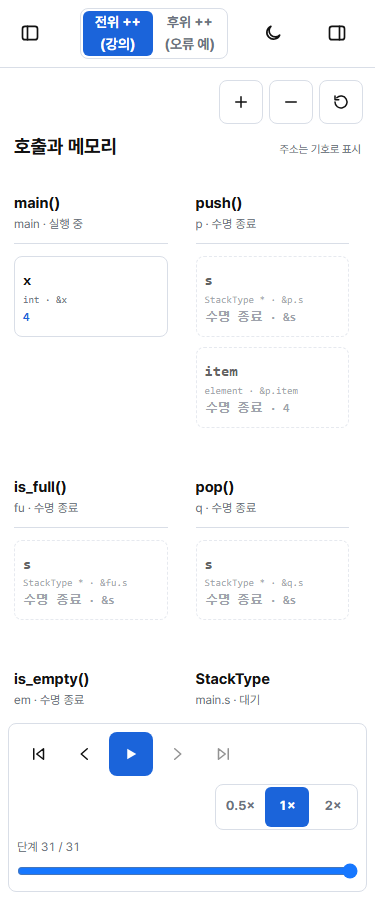 전위 ++
(강의)
후위 ++
(오류 예)
호출과 메모리
주소는 기호로 표시
main()
main · 실행 중
x
int · &x
4
push()
p · 수명 종료
s
StackType * · &p.s
수명 종료 · &s
item
element · &p.item
수명 종료 · 4
is_full()
fu · 수명 종료
s
StackType * · &fu.s
수명 종료 · &s
pop()
q · 수명 종료
s
StackType * · &q.s
수명 종료 · &s
is_empty()
em · 수명 종료
StackType
main.s · 대기
0.5×
1×
2×
단계 31 / 31